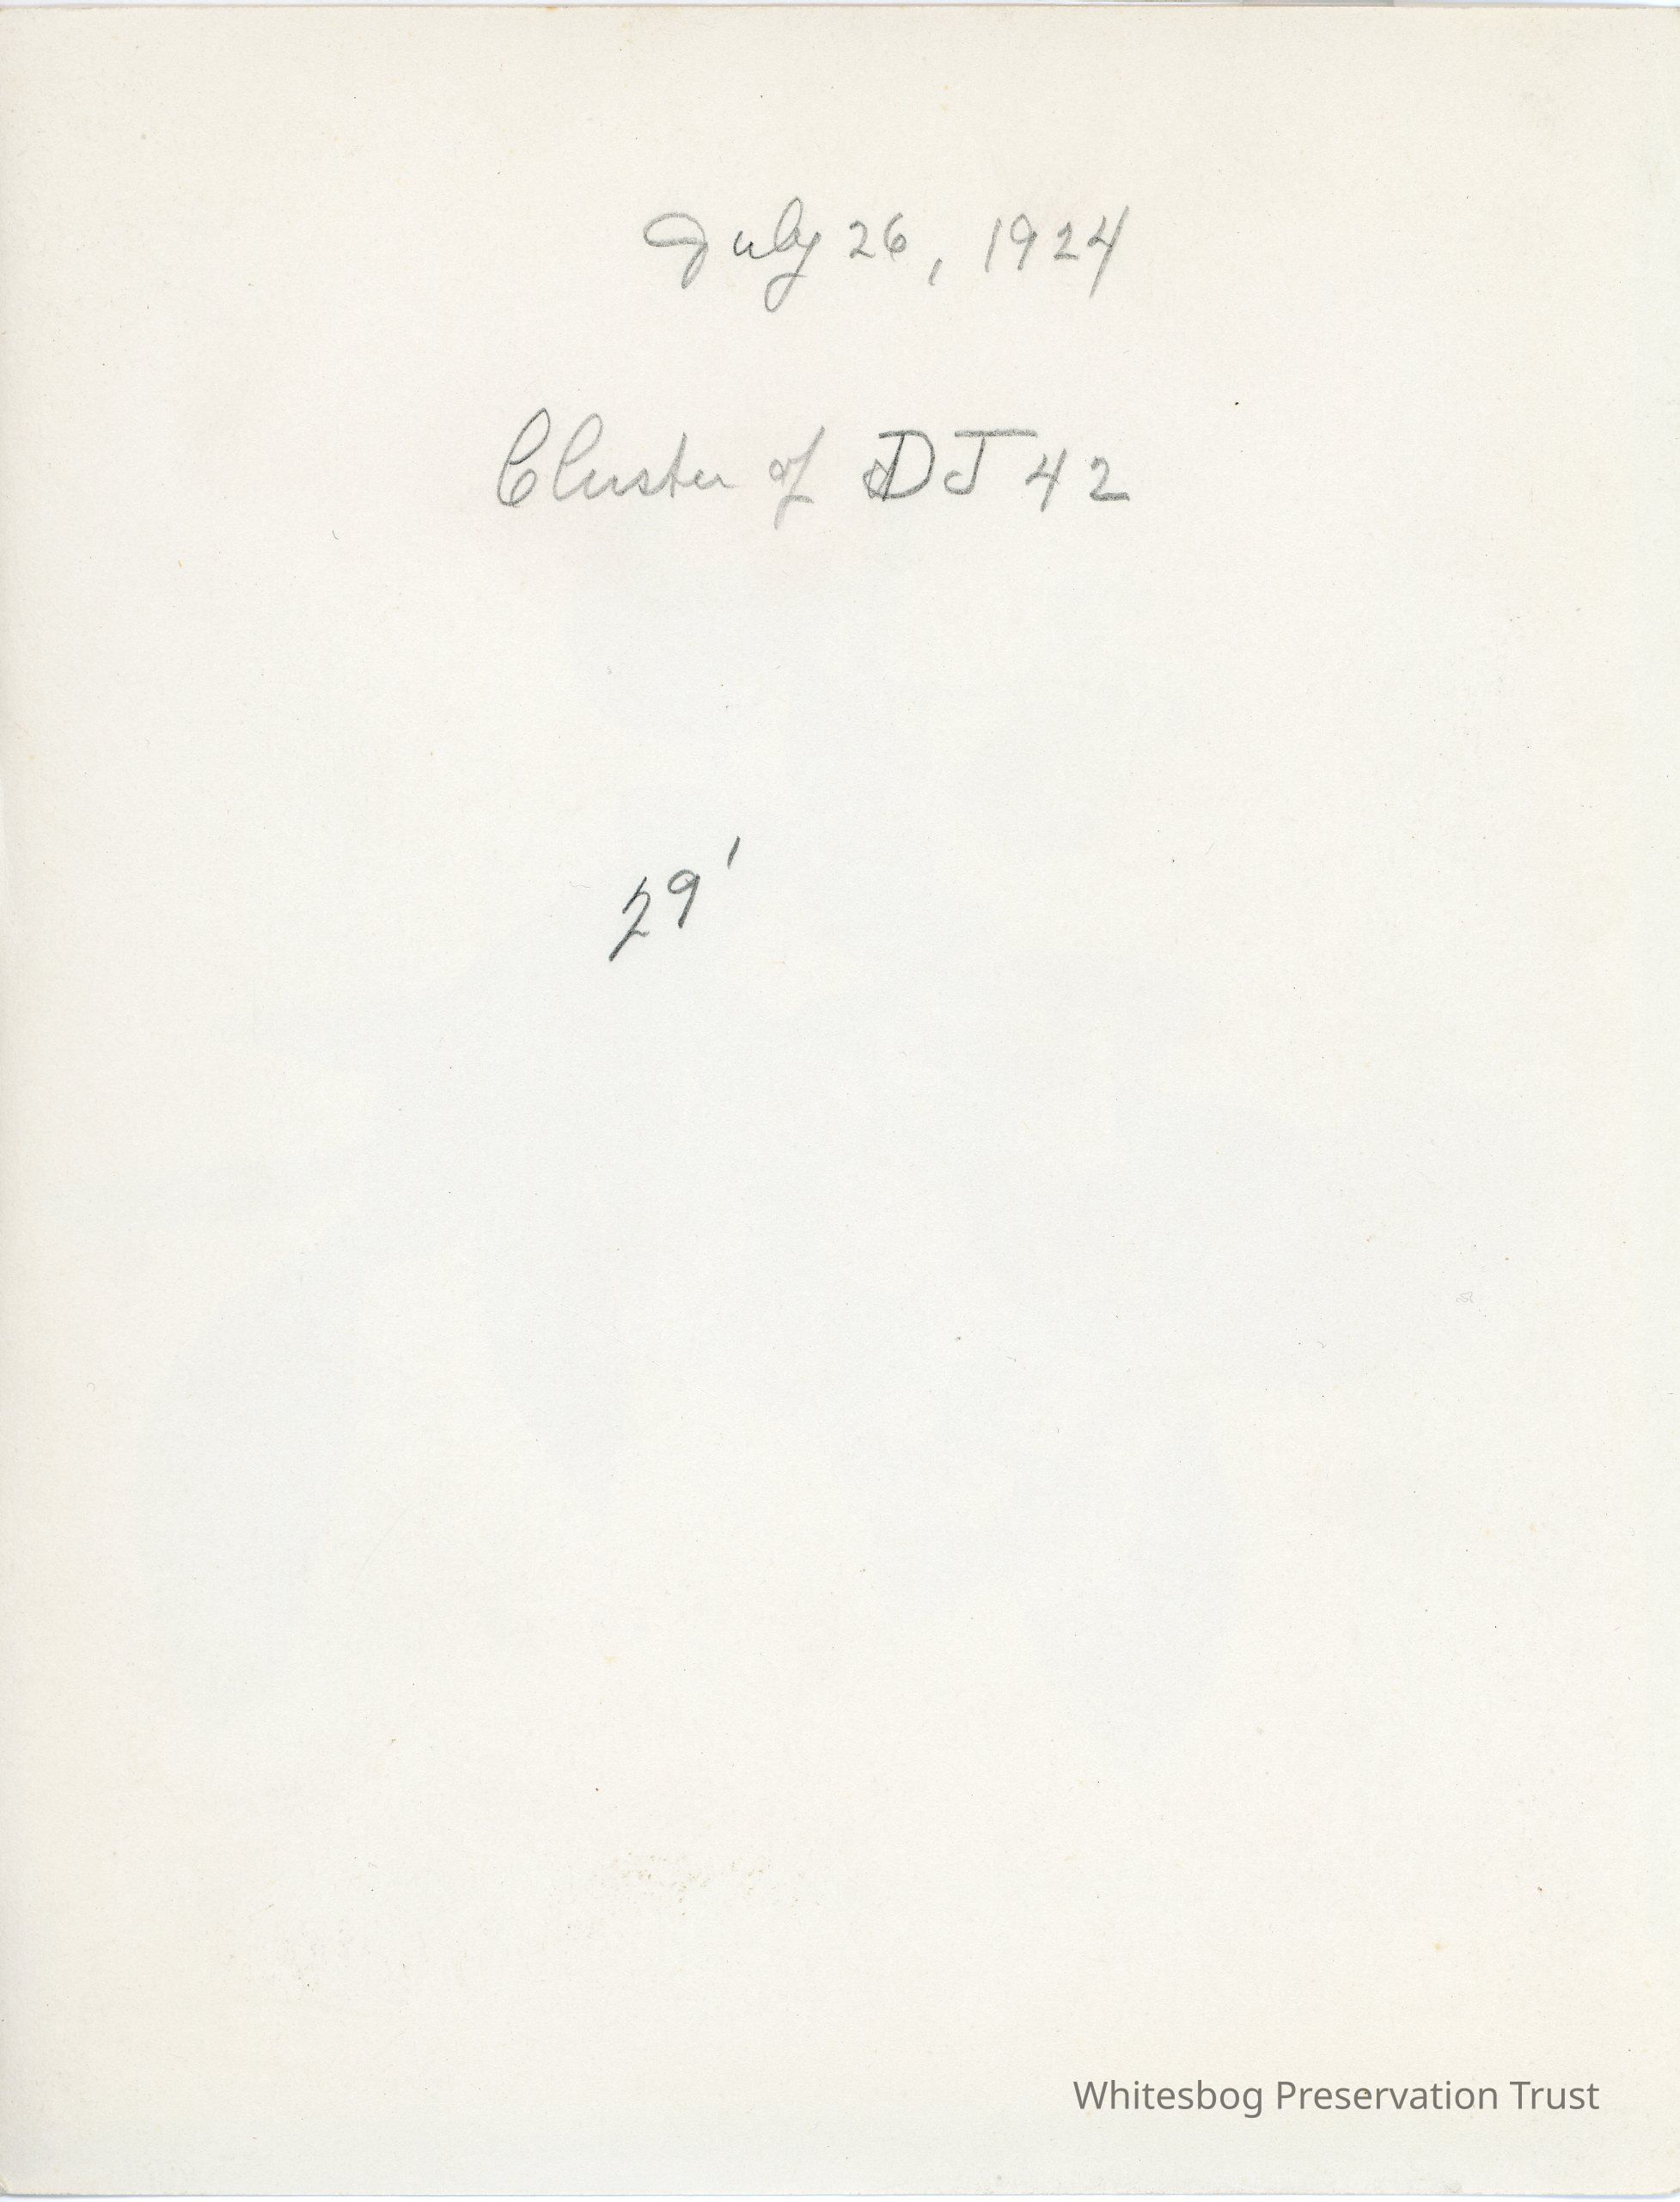 July 26, 1924
Cluster of DJ 42
29'
Whitesbog Preservation Trust